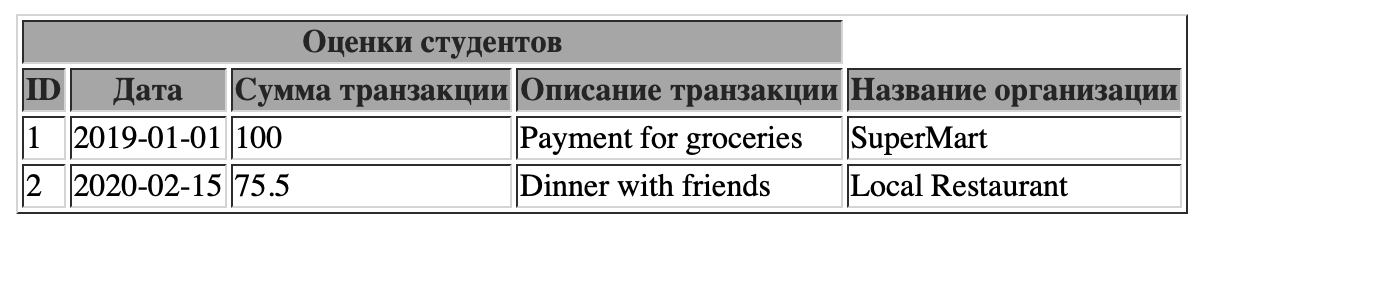 Оценки студентов
ID Дата Сумма транзакции Описание транзакции Название организации
1 2019-01-01 100 Payment for groceries SuperMart
2 2020-02-15 75.5 Dinner with friends Local Restaurant